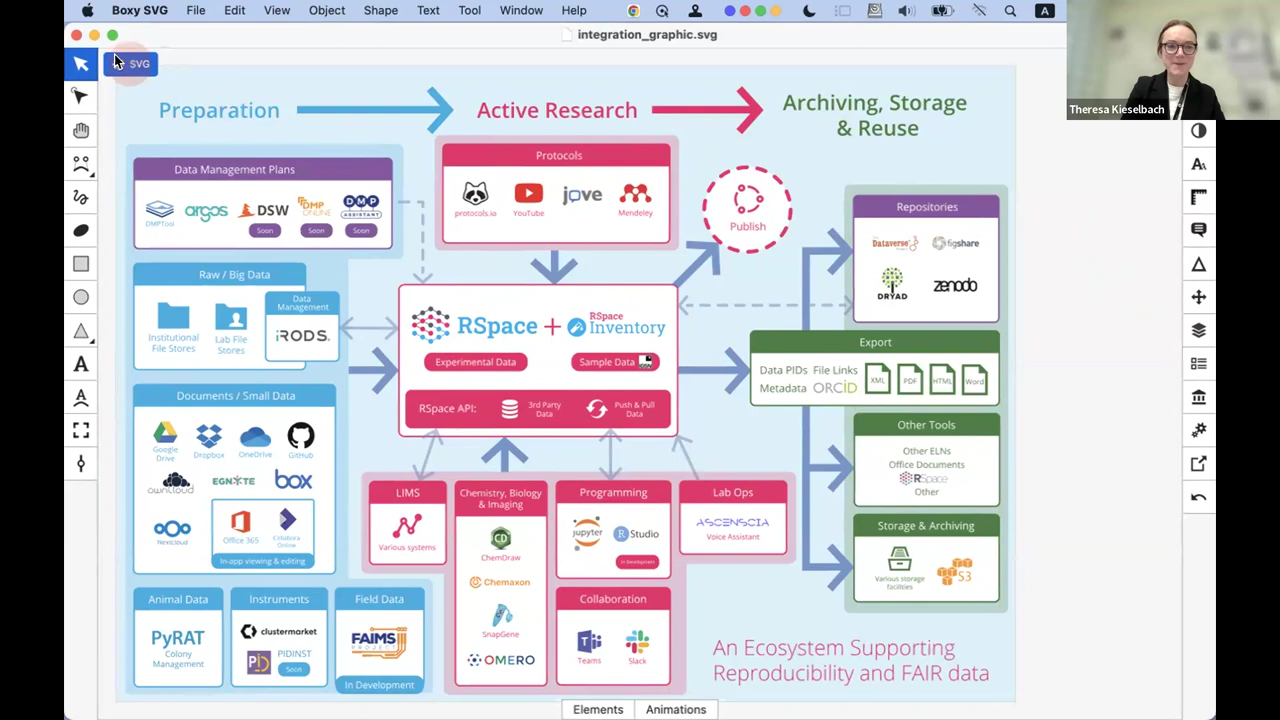 Boxy SVG File Edit View Object Shape Text Tool Window Help A
integration_graphic.svg
SVG
Theresa Kieselbach
Preparation
Active Research
Archiving, Storage
& Reuse
Data Management Plans
DMPTool
argos
DSW
Soon
DMP
ONLINE
Soon
DMP
ASSISTANT
Soon
Protocols
protocols.io
YouTube
jove
Mendeley
Publish
Repositories
Dataverse
figshare
DRYAD
zenodo
Raw / Big Data
Institutional
File Stores
Lab File
Stores
Data
Management
iRODS.
RSpace + RSpace
Inventory
Experimental Data
Sample Data
RSpace API:
3rd Party
Data
Push & Pull
Data
Export
Data PIDs File Links
Metadata ORCID
XML
PDF
HTML
Word
Documents / Small Data
Google
Drive
Dropbox
OneDrive
GitHub
ownCloud
EGNYTE
box
Nextcloud
Office 365
Collabora
Online
In-app viewing & editing
LIMS
Various systems
Chemistry, Biology
& Imaging
CD
ChemDraw
Chemaxon
SnapGene
OMERO
Programming
jupyter
R Studio
In Development
Lab Ops
ASCENSCIA
Voice Assistant
Collaboration
Teams
Slack
Other Tools
Other ELNs
Office Documents
RSpace
Other
Storage & Archiving
Various storage
facilities
S3
Animal Data
PyRAT
Colony
Management
Instruments
clustermarket
PIDINST
Soon
Field Data
FAIMS
PROJECT
In Development
An Ecosystem Supporting
Reproducibility and FAIR data
Elements Animations